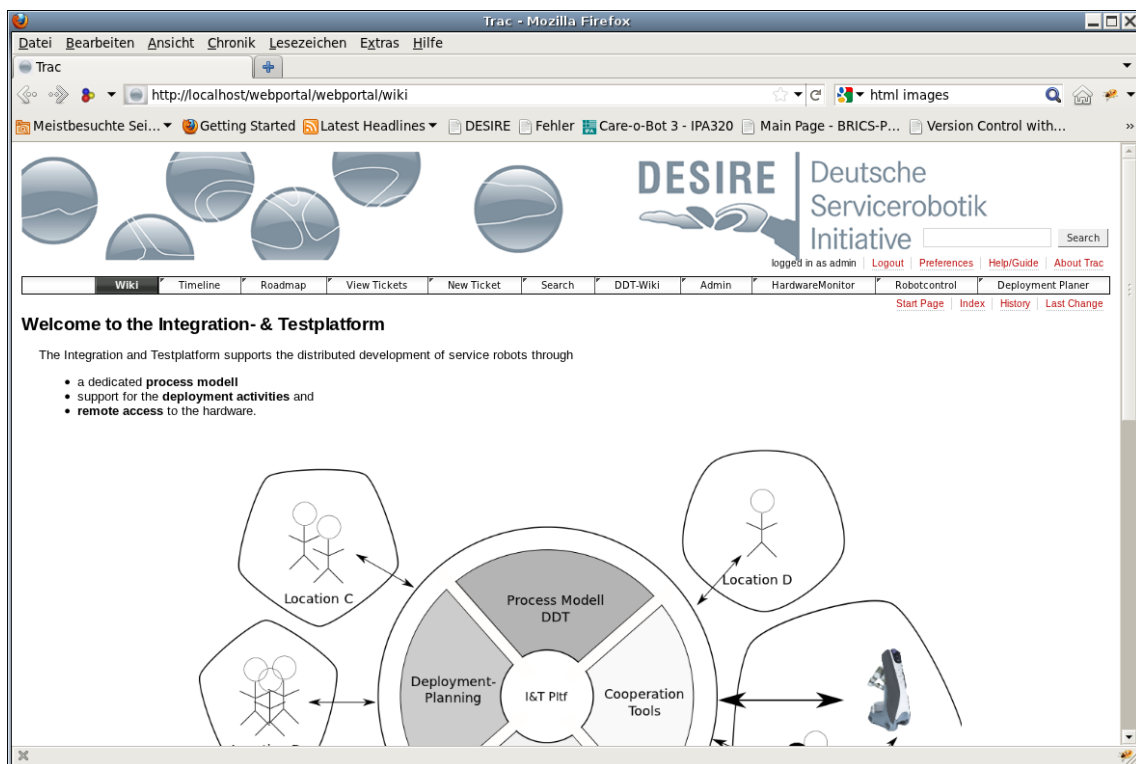 Trac - Mozilla Firefox
Datei Bearbeiten Ansicht Chronik Lesezeichen Extras Hilfe
Trac
http://localhost/webportal/webportal/wiki html images
Meistbesuchte Sei... Getting Started Latest Headlines DESIRE Fehler Care-o-Bot 3 - IPA320 Main Page - BRICS-P... Version Control with... »
DESIRE Deutsche
Servicerobotik
Initiative Search
logged in as admin Logout Preferences Help/Guide About Trac
Wiki Timeline Roadmap View Tickets New Ticket Search DDT-Wiki Admin HardwareMonitor Robotcontrol Deployment Planer
Start Page Index History Last Change
Welcome to the Integration- & Testplatform
The Integration and Testplatform supports the distributed development of service robots through
• a dedicated process modell
• support for the deployment activities and
• remote access to the hardware.
Location C
Location D
Process Modell
DDT
Deployment-
Planning
I&T Pltf
Cooperation
Tools